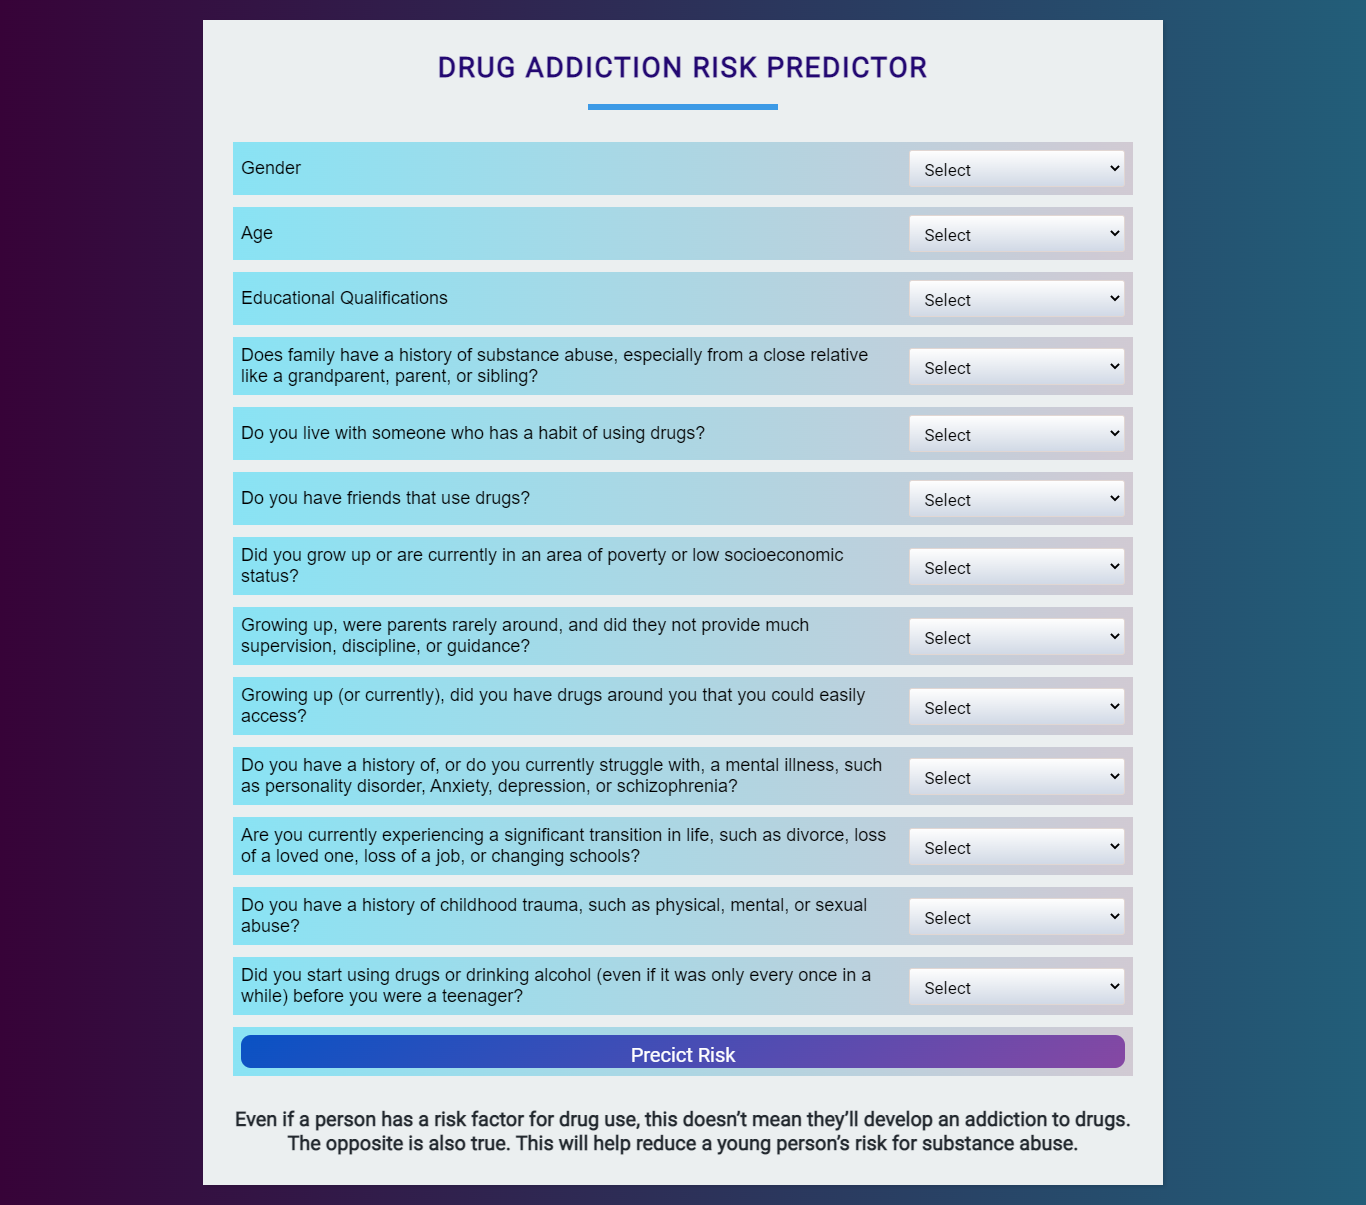 DRUG ADDICTION RISK PREDICTOR
Gender
Select
Age
Select
Educational Qualifications
Select
Does family have a history of substance abuse, especially from a close relative
like a grandparent, parent, or sibling?
Select
Do you live with someone who has a habit of using drugs?
Select
Do you have friends that use drugs?
Select
Did you grow up or are currently in an area of poverty or low socioeconomic
status?
Select
Growing up, were parents rarely around, and did they not provide much
supervision, discipline, or guidance?
Select
Growing up (or currently), did you have drugs around you that you could easily
access?
Select
Do you have a history of, or do you currently struggle with, a mental illness, such
as personality disorder, Anxiety, depression, or schizophrenia?
Select
Are you currently experiencing a significant transition in life, such as divorce, loss
of a loved one, loss of a job, or changing schools?
Select
Do you have a history of childhood trauma, such as physical, mental, or sexual
abuse?
Select
Did you start using drugs or drinking alcohol (even if it was only every once in a
while) before you were a teenager?
Select
Precict Risk
Even if a person has a risk factor for drug use, this doesn’t mean they’ll develop an addiction to drugs.
The opposite is also true. This will help reduce a young person’s risk for substance abuse.